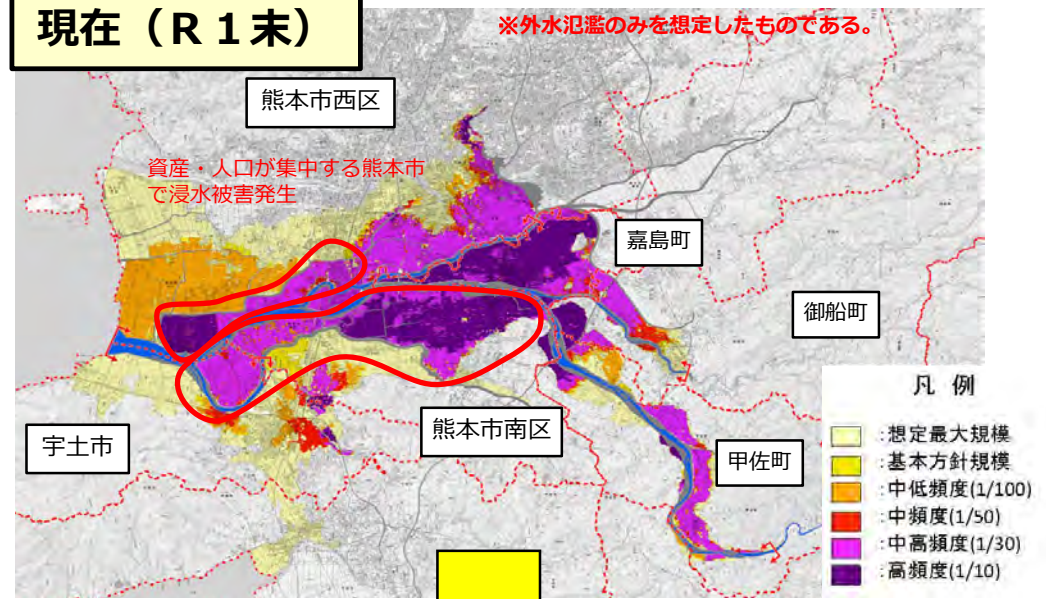 現在（R１末）
※外水氾濫のみを想定したものである。
熊本市西区
資産・人口が集中する熊本市
で浸水被害発生
嘉島町
御船町
熊本市南区
宇土市
甲佐町
凡 例
:想定最大規模
:基本方針規模
:中低頻度(1/100)
:中頻度(1/50)
:中高頻度(1/30)
:高頻度(1/10)